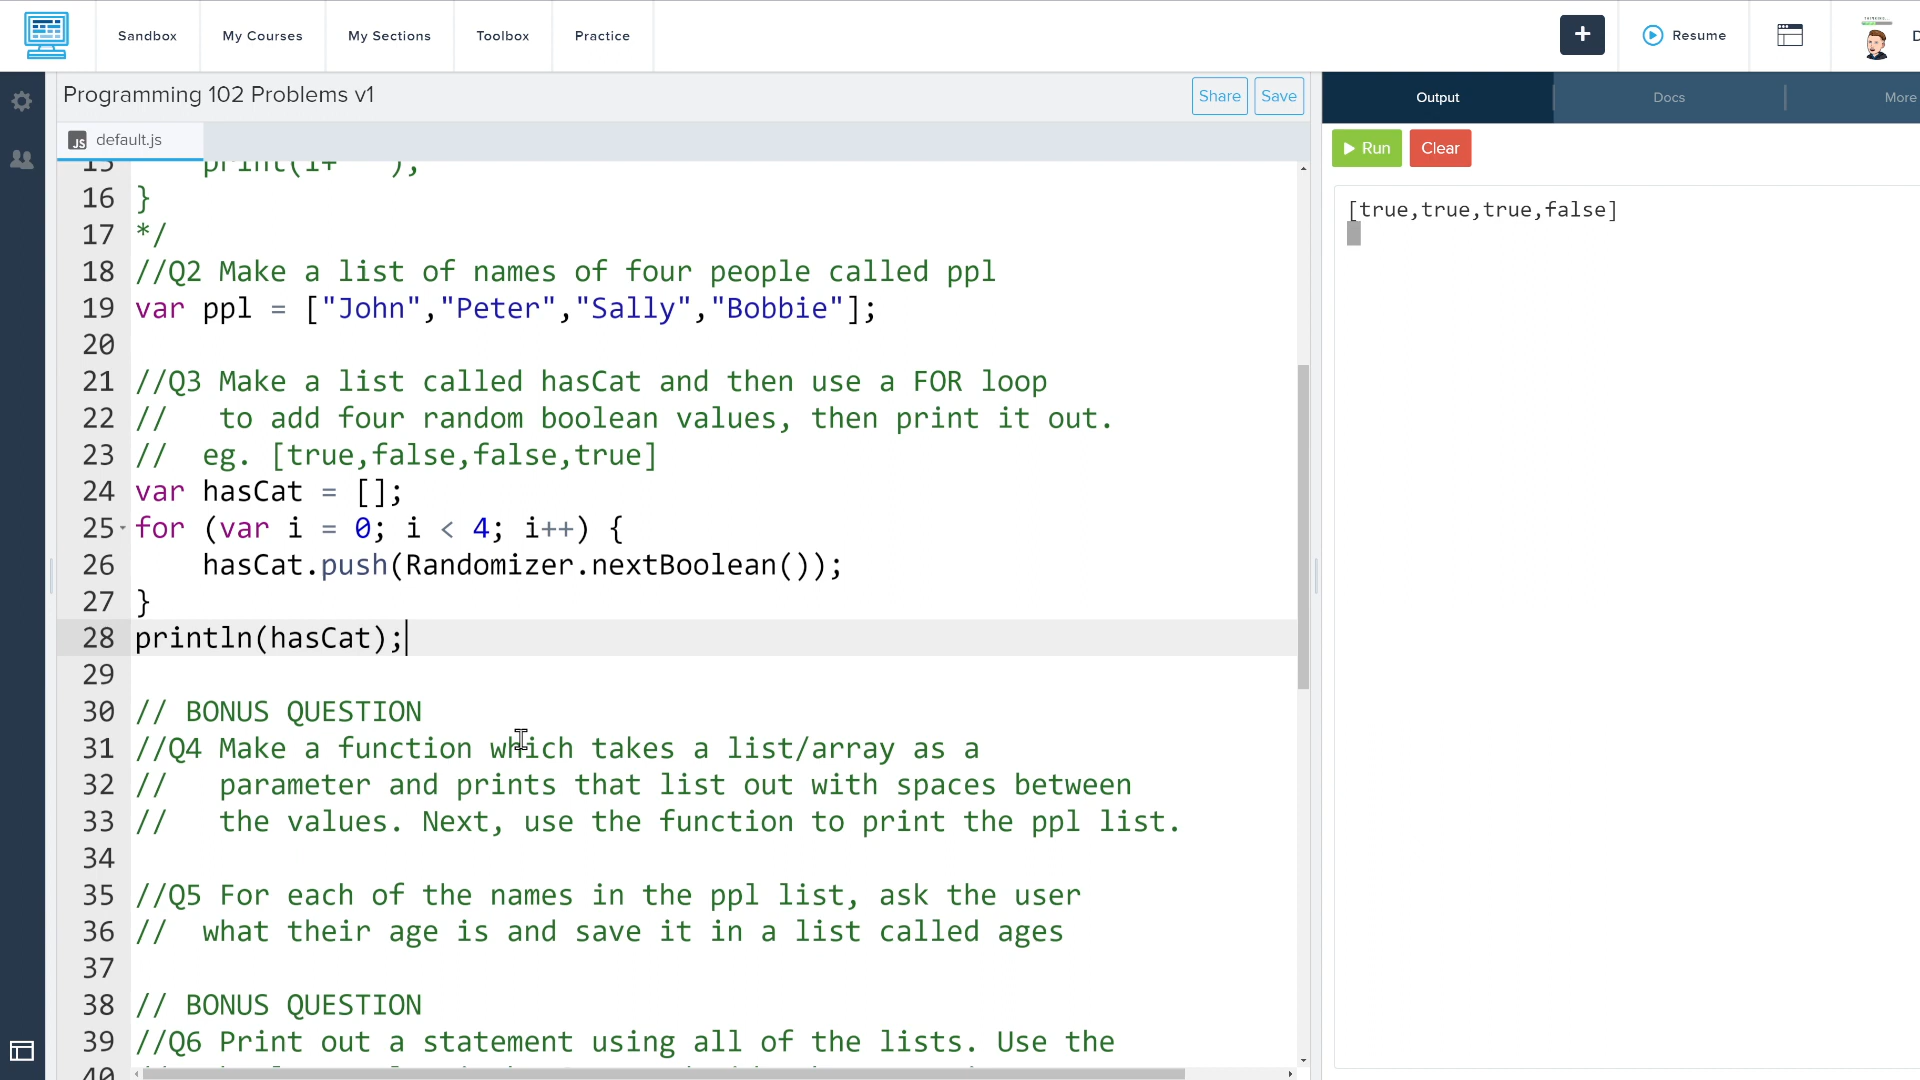 Sandbox
My Courses
My Sections
Toolbox
Practice
+
Resume
Programming 102 Problems v1
Share
Save
Output
Docs
More
JS default.js
Run
Clear
[true,true,true,false]
15     print(i+"  ");
16 }
17 */
18 //Q2 Make a list of names of four people called ppl
19 var ppl = ["John","Peter","Sally","Bobbie"];
20
21 //Q3 Make a list called hasCat and then use a FOR loop
22 //   to add four random boolean values, then print it out.
23 //  eg. [true,false,false,true]
24 var hasCat = [];
25 for (var i = 0; i < 4; i++) {
26     hasCat.push(Randomizer.nextBoolean());
27 }
28 println(hasCat);
29
30 // BONUS QUESTION
31 //Q4 Make a function which takes a list/array as a
32 //   parameter and prints that list out with spaces between
33 //   the values. Next, use the function to print the ppl list.
34
35 //Q5 For each of the names in the ppl list, ask the user
36 //  what their age is and save it in a list called ages
37
38 // BONUS QUESTION
39 //Q6 Print out a statement using all of the lists. Use the
40